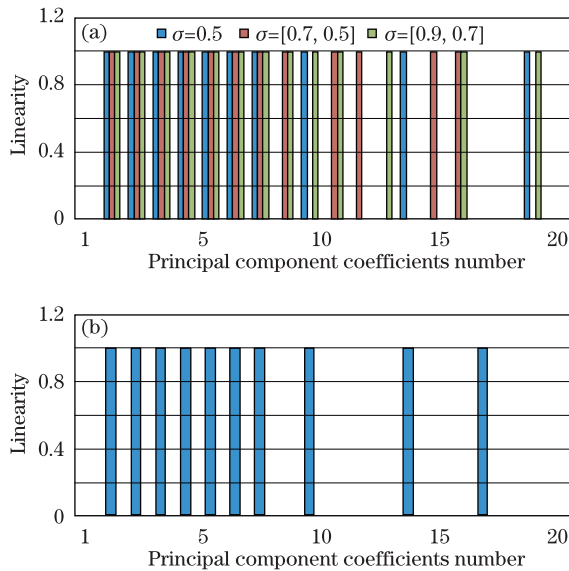 (a)
σ=0.5 σ=[0.7, 0.5] σ=[0.9, 0.7]
1.2
0.8
0.4
0
Linearity
1 5 10 15 20
Principal component coefficients number
(b)
1.2
0.8
0.4
0
Linearity
1 5 10 15 20
Principal component coefficients number